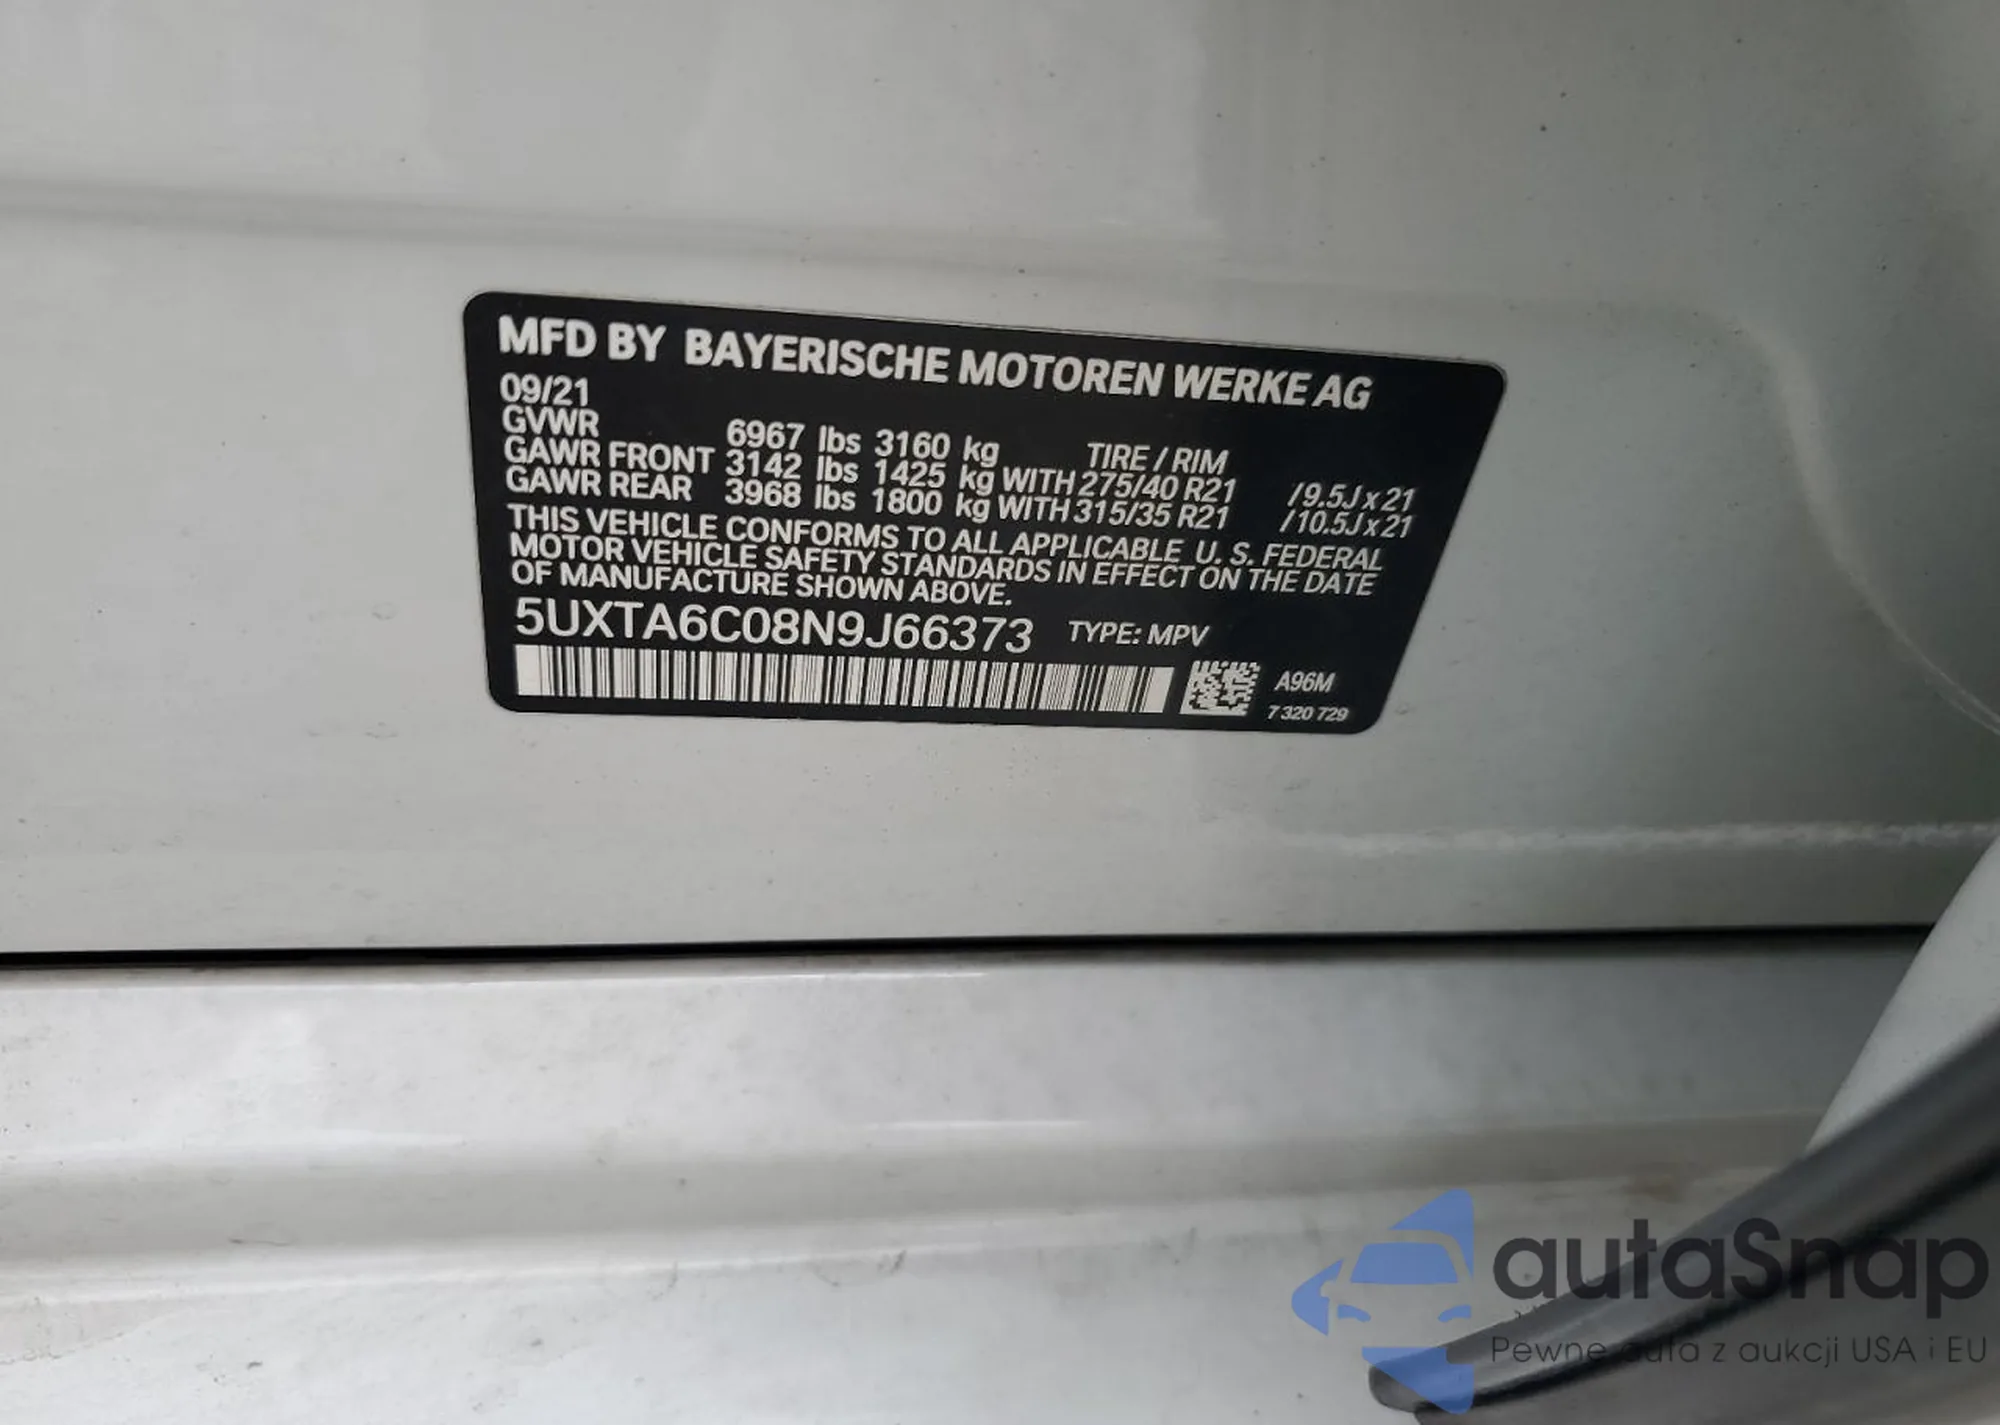 MFD BY BAYERISCHE MOTOREN WERKE AG
09/21
GVWR 6967 lbs 3160 kg TIRE / RIM
GAWR FRONT 3142 lbs 1425 kg WITH 275/40 R21 /9.5J x 21
GAWR REAR 3968 lbs 1800 kg WITH 315/35 R21 /10.5J x 21
THIS VEHICLE CONFORMS TO ALL APPLICABLE U. S. FEDERAL
MOTOR VEHICLE SAFETY STANDARDS IN EFFECT ON THE DATE
OF MANUFACTURE SHOWN ABOVE.
5UXTA6C08N9J66373 TYPE: MPV
A96M
7 320 729
autaSnap
Pewne auta z aukcji USA i EU